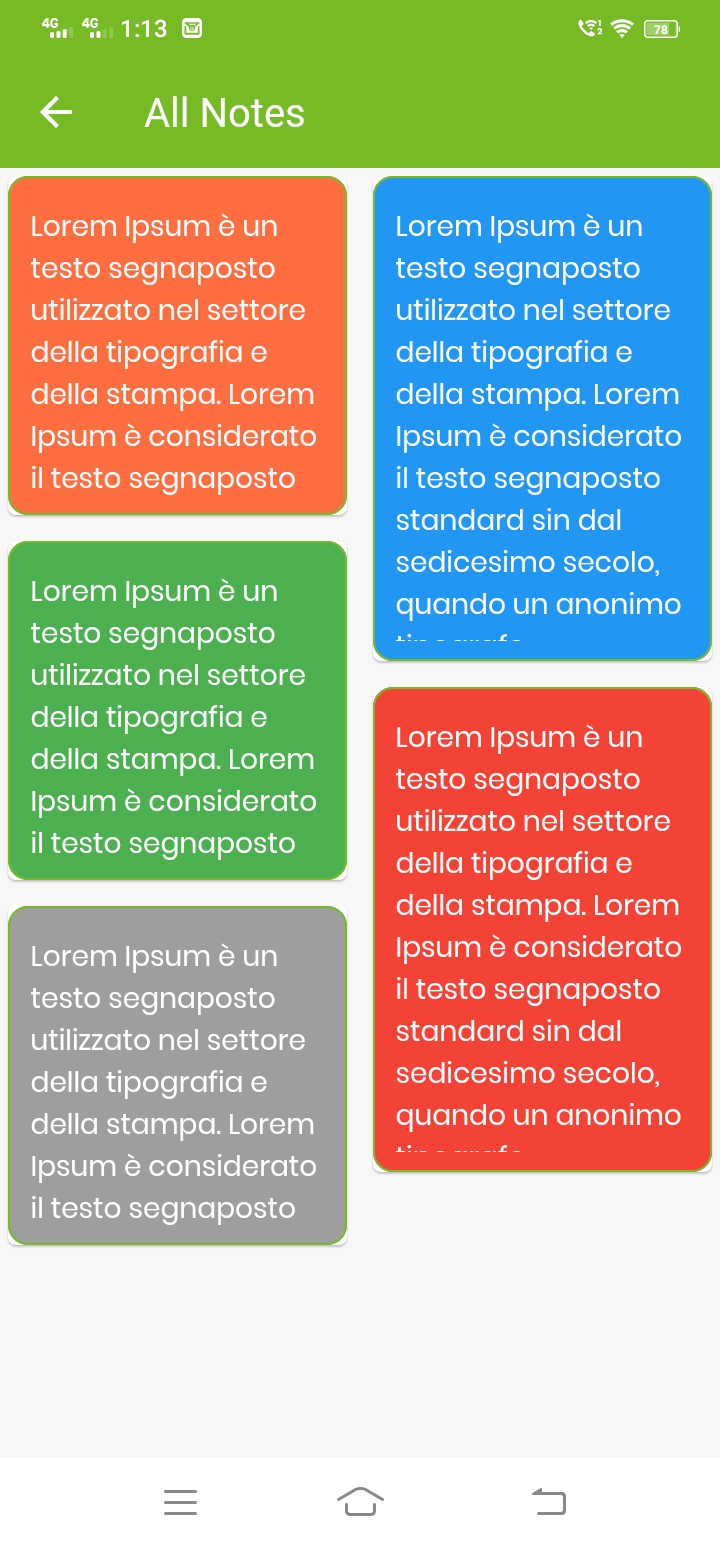 4G 4G 1:13 78
All Notes
Lorem Ipsum è un
testo segnaposto
utilizzato nel settore
della tipografia e
della stampa. Lorem
Ipsum è considerato
il testo segnaposto
Lorem Ipsum è un
testo segnaposto
utilizzato nel settore
della tipografia e
della stampa. Lorem
Ipsum è considerato
il testo segnaposto
standard sin dal
sedicesimo secolo,
quando un anonimo
Lorem Ipsum è un
testo segnaposto
utilizzato nel settore
della tipografia e
della stampa. Lorem
Ipsum è considerato
il testo segnaposto
Lorem Ipsum è un
testo segnaposto
utilizzato nel settore
della tipografia e
della stampa. Lorem
Ipsum è considerato
il testo segnaposto
standard sin dal
sedicesimo secolo,
quando un anonimo
Lorem Ipsum è un
testo segnaposto
utilizzato nel settore
della tipografia e
della stampa. Lorem
Ipsum è considerato
il testo segnaposto